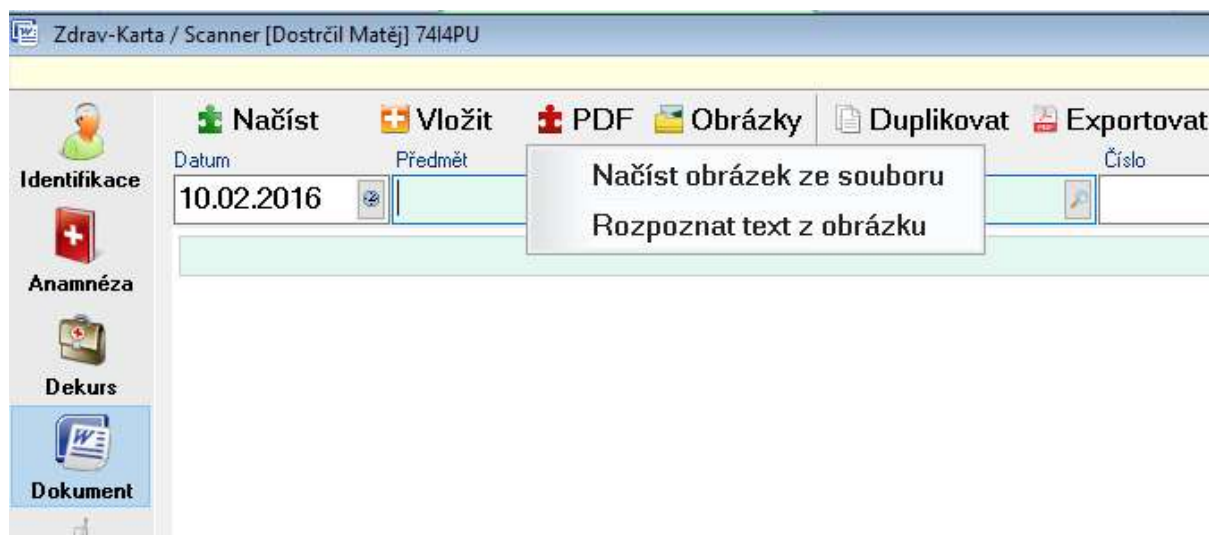 Zdrav-Karta / Scanner [Dostrčil Matěj] 74I4PU
Načíst Vložit PDF Obrázky Duplikovat Exportovat
Identifikace
Datum Předmět Číslo
10.02.2016
Načíst obrázek ze souboru
Rozpoznat text z obrázku
Anamnéza
Dekurs
Dokument